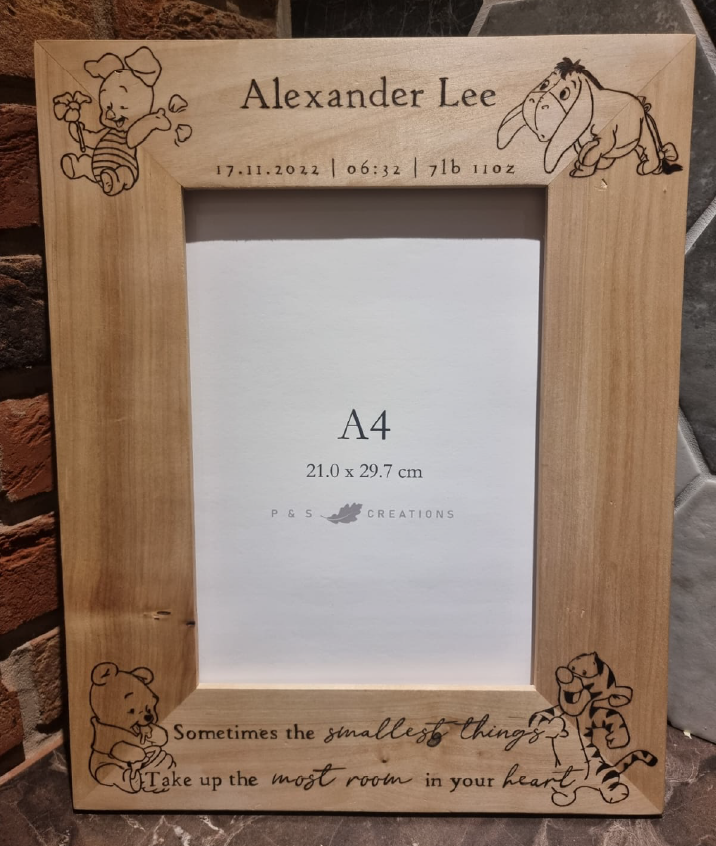 Alexander Lee
17.11.2022 | 06:32 | 7lb 11oz
A4
21.0 x 29.7 cm
P & S CREATIONS
Sometimes the smallest things
Take up the most room in your heart